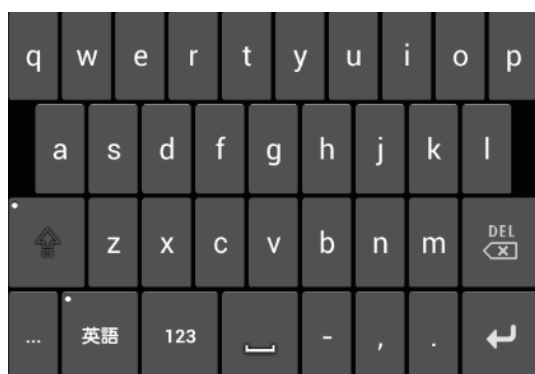 q w e r t y u i o p
a s d f g h j k l
z x c v b n m DEL
... 英語 123 - , .